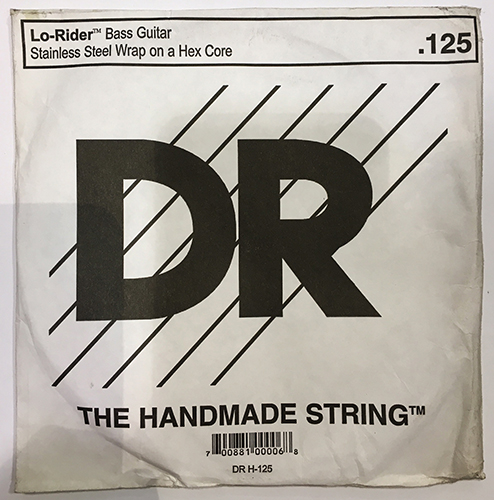 Lo-Rider™ Bass Guitar
Stainless Steel Wrap on a Hex Core
.125
DR
THE HANDMADE STRING™
7 00881 00006 8
DR H-125